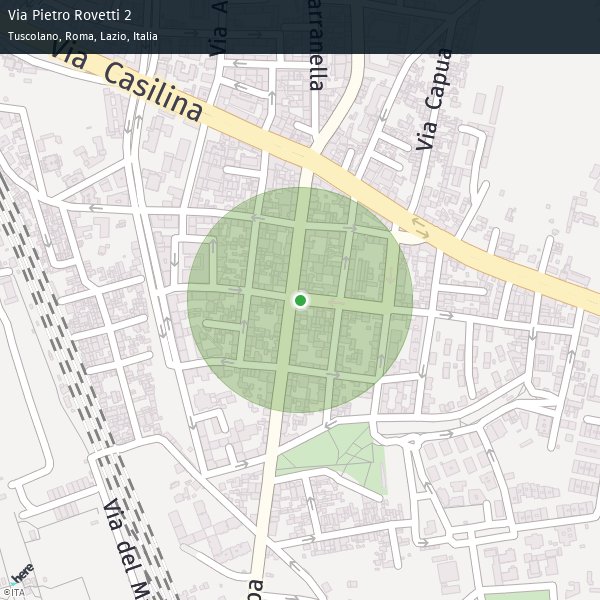 Via Pietro Rovetti 2
Tuscolano, Roma, Lazio, Italia
Via A
arranella
Via Casilina
Via Capua
Via del M
pa
here
©ITA